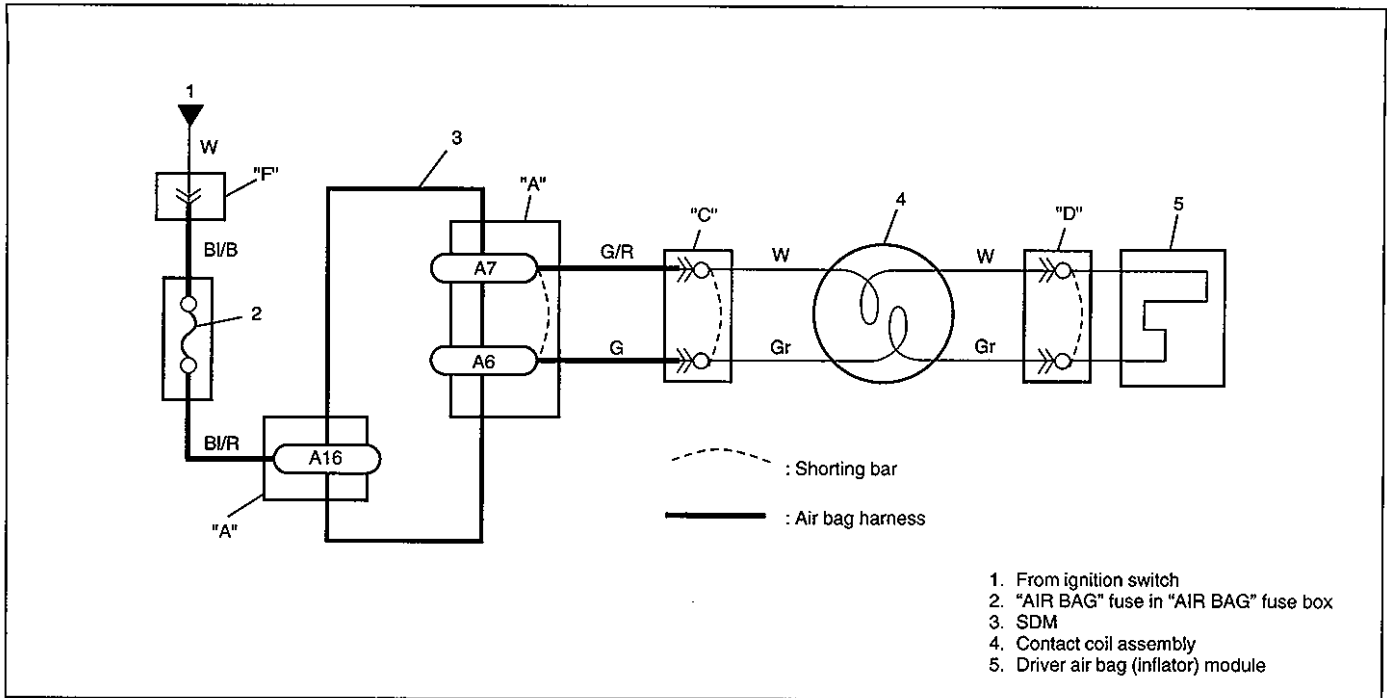 1
W
"F"
Bl/B
2
Bl/R
A16
"A"
3
"A"
A7
A6
G/R
G
"C"
W
Gr
4
W
Gr
"D"
5
: Shorting bar
: Air bag harness
1. From ignition switch
2. "AIR BAG" fuse in "AIR BAG" fuse box
3. SDM
4. Contact coil assembly
5. Driver air bag (inflator) module